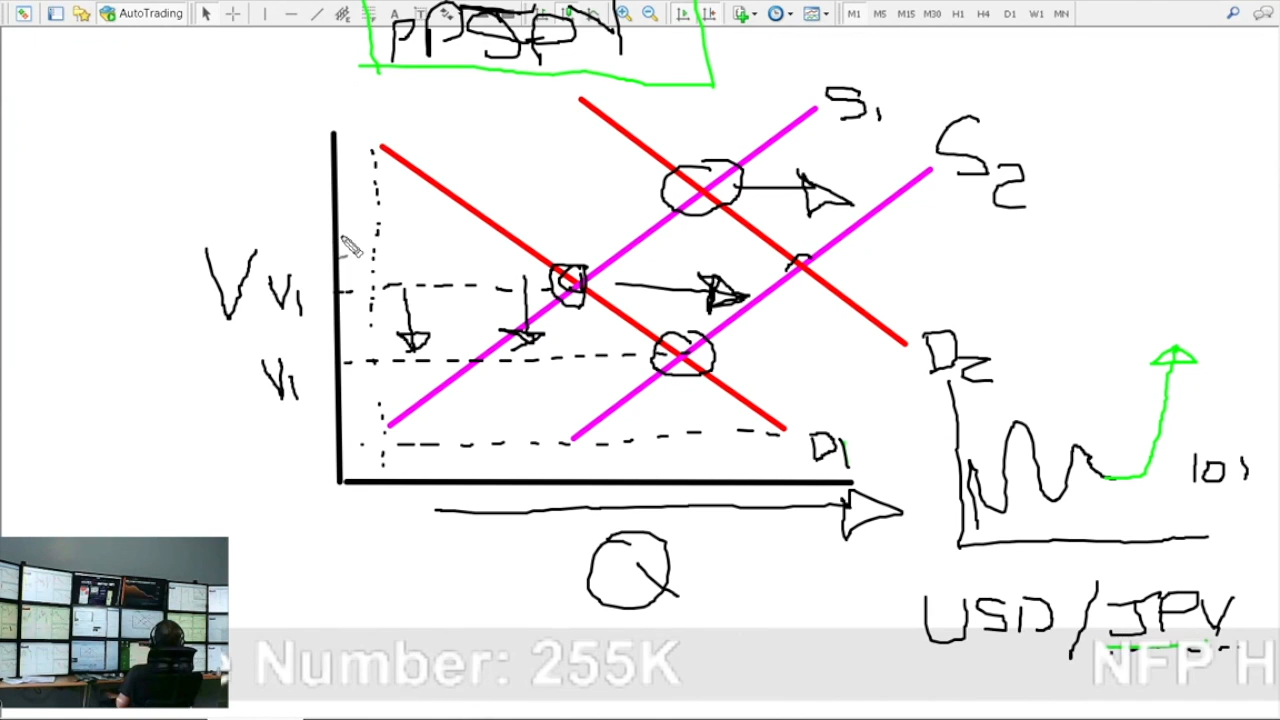 AutoTrading
M1 M5 M15 M30 H1 H4 D1 W1 MN
S1
S2
V V1
V1
D2
D1
101
Q
USD/JPY
Number: 255K NFP H